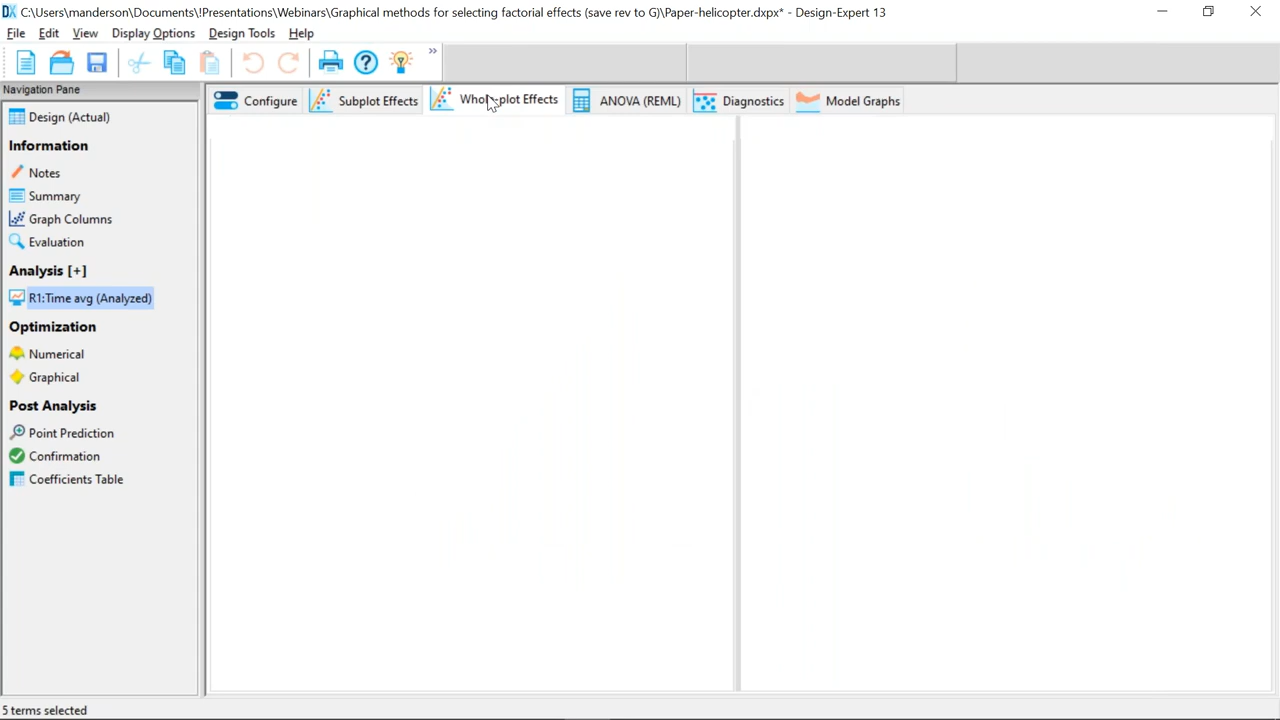 C:\Users\manderson\Documents\!Presentations\Webinars\Graphical methods for selecting factorial effects (save rev to G)\Paper-helicopter.dxpx* - Design-Expert 13
File Edit View Display Options Design Tools Help
Navigation Pane
Configure Subplot Effects Whole-plot Effects ANOVA (REML) Diagnostics Model Graphs
Design (Actual)
Information
Notes
Summary
Graph Columns
Evaluation
Analysis [+]
R1:Time avg (Analyzed)
Optimization
Numerical
Graphical
Post Analysis
Point Prediction
Confirmation
Coefficients Table
5 terms selected